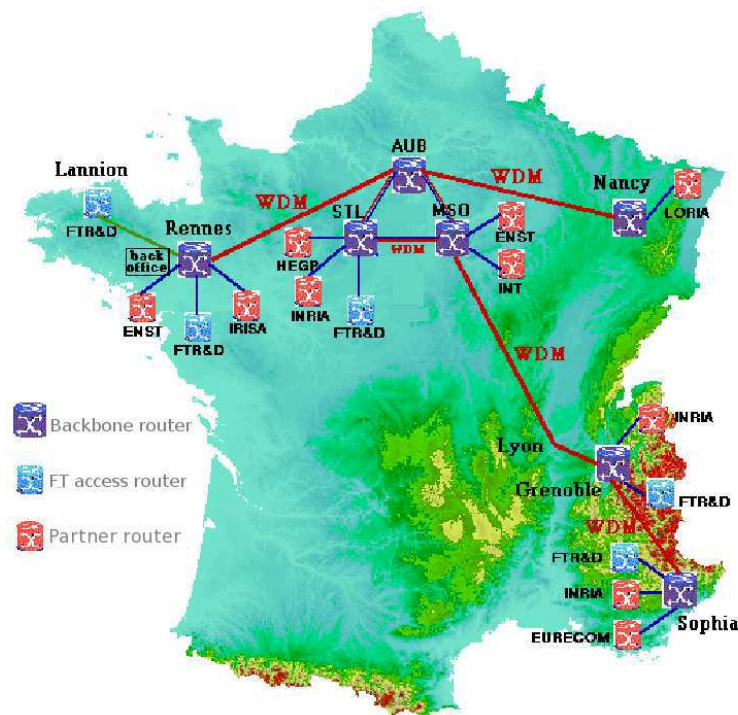 AUB
WDM
Nancy
Lannion
WDM
LORIA
STL
MSO
FTR&D
Rennes
ENST
back
office
WDM
HEGP
INT
INRIA
ENST
FTR&D
IRISA
FTR&D
WDM
INRIA
Backbone router
Lyon
FT access router
Grenoble
FTR&D
WDM
Partner router
FTR&D
INRIA
Sophia
EURECOM